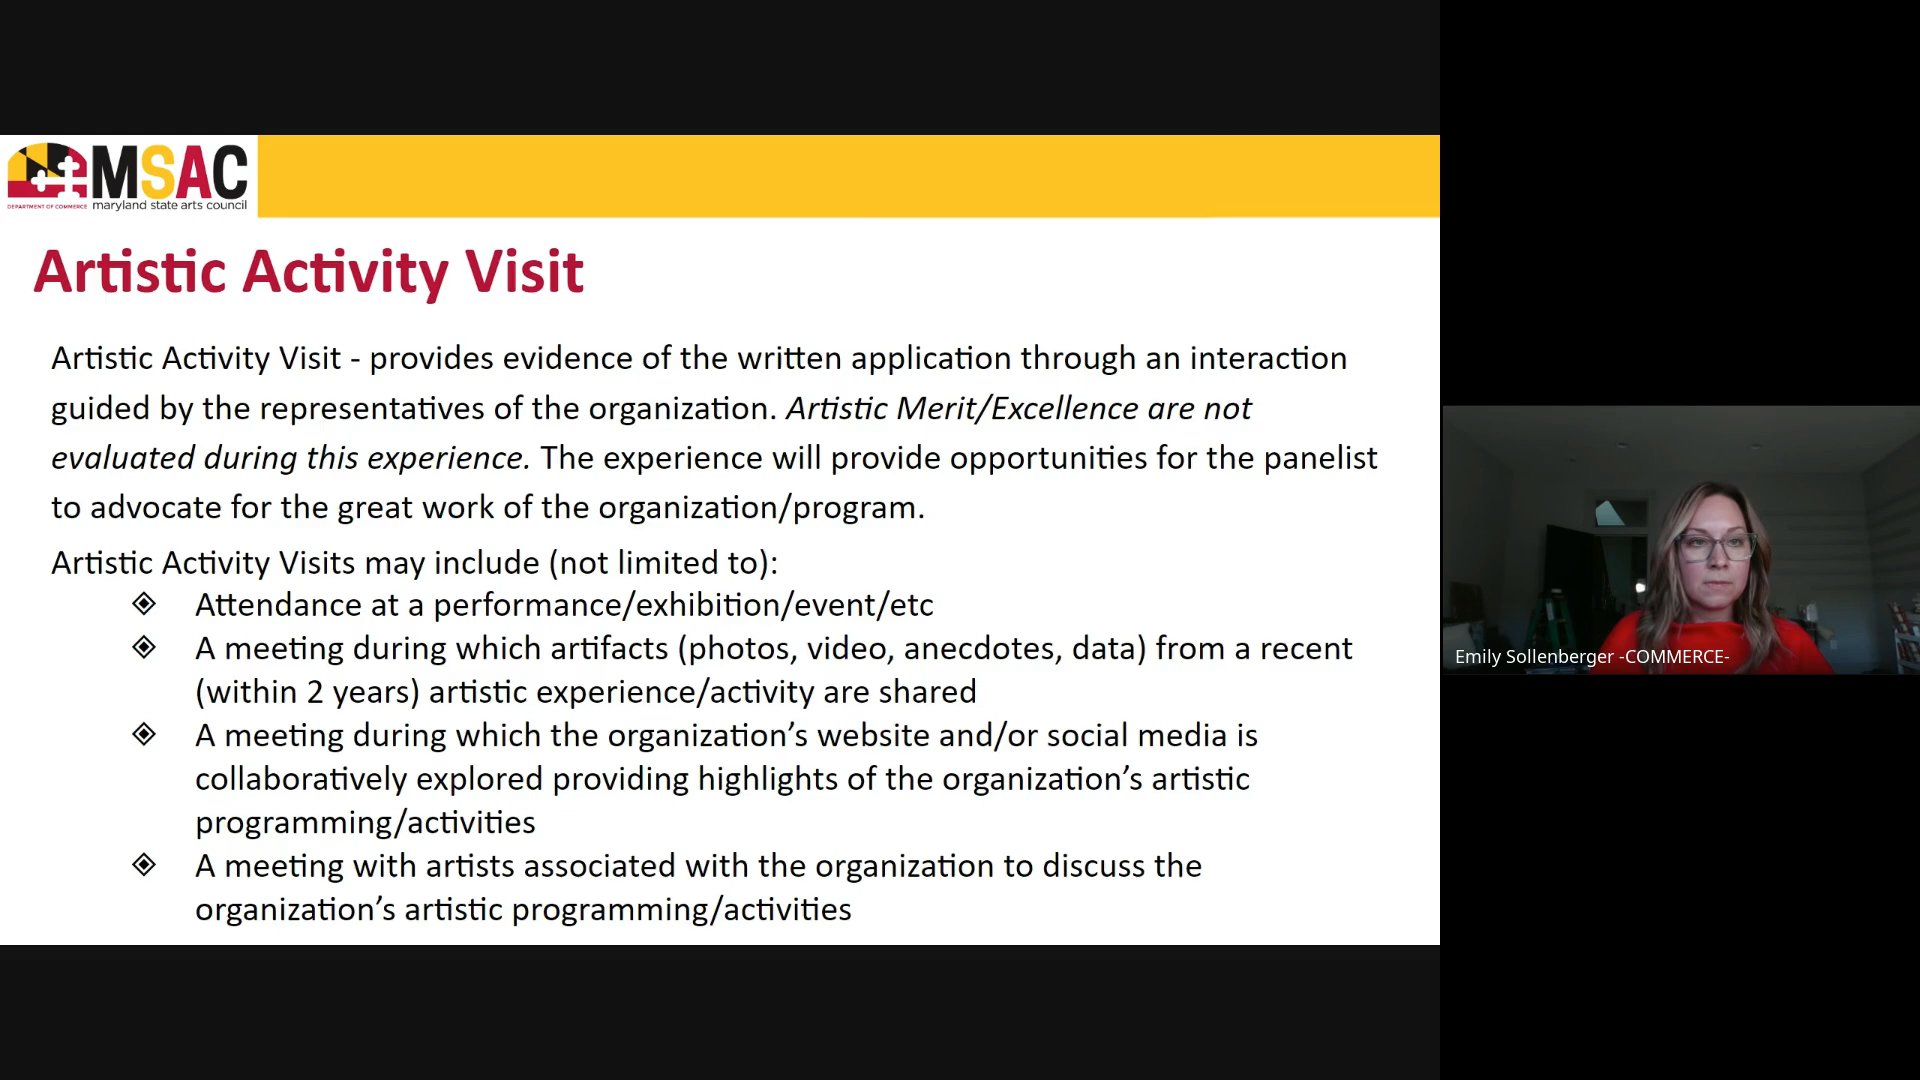 MSAC
DEPARTMENT OF COMMERCE maryland state arts council
Artistic Activity Visit
Artistic Activity Visit - provides evidence of the written application through an interaction
guided by the representatives of the organization. Artistic Merit/Excellence are not
evaluated during this experience. The experience will provide opportunities for the panelist
to advocate for the great work of the organization/program.
Artistic Activity Visits may include (not limited to):
Attendance at a performance/exhibition/event/etc
A meeting during which artifacts (photos, video, anecdotes, data) from a recent
(within 2 years) artistic experience/activity are shared
A meeting during which the organization’s website and/or social media is
collaboratively explored providing highlights of the organization’s artistic
programming/activities
A meeting with artists associated with the organization to discuss the
organization’s artistic programming/activities
Emily Sollenberger -COMMERCE-